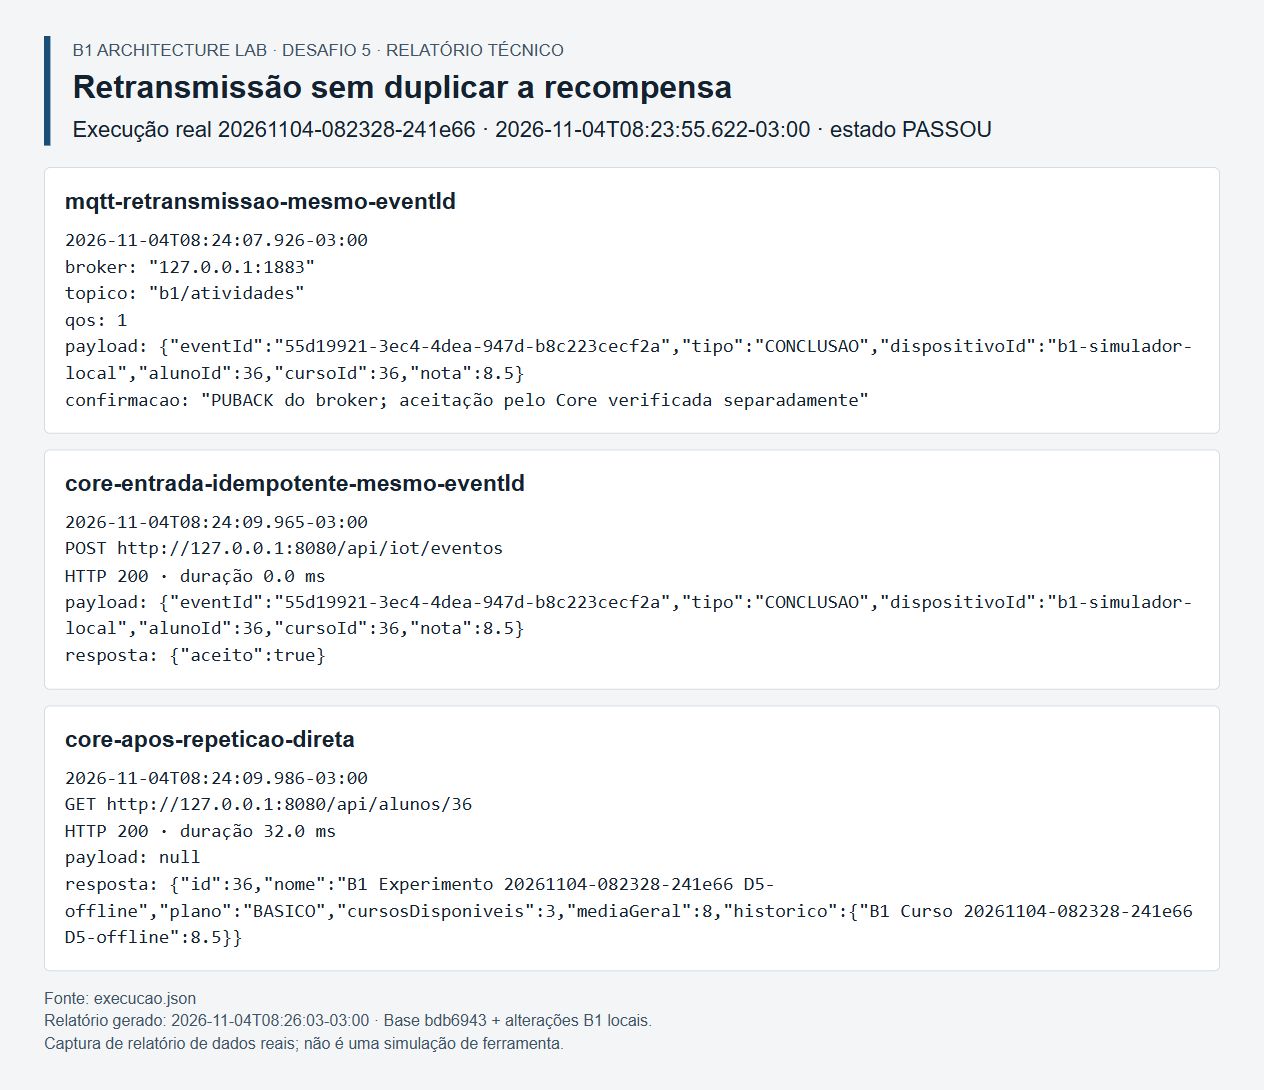 B1 ARCHITECTURE LAB · DESAFIO 5 · RELATÓRIO TÉCNICO
Retransmissão sem duplicar a recompensa
Execução real 20261104-082328-241e66 · 2026-11-04T08:23:55.622-03:00 · estado PASSOU
mqtt-retransmissao-mesmo-eventId
2026-11-04T08:24:07.926-03:00
broker: "127.0.0.1:1883"
topico: "b1/atividades"
qos: 1
payload: {"eventId":"55d19921-3ec4-4dea-947d-b8c223cecf2a","tipo":"CONCLUSAO","dispositivoId":"b1-simulador-
local","alunoId":36,"cursoId":36,"nota":8.5}
confirmacao: "PUBACK do broker; aceitação pelo Core verificada separadamente"
core-entrada-idempotente-mesmo-eventId
2026-11-04T08:24:09.965-03:00
POST http://127.0.0.1:8080/api/iot/eventos
HTTP 200 · duração 0.0 ms
payload: {"eventId":"55d19921-3ec4-4dea-947d-b8c223cecf2a","tipo":"CONCLUSAO","dispositivoId":"b1-simulador-
local","alunoId":36,"cursoId":36,"nota":8.5}
resposta: {"aceito":true}
core-apos-repeticao-direta
2026-11-04T08:24:09.986-03:00
GET http://127.0.0.1:8080/api/alunos/36
HTTP 200 · duração 32.0 ms
payload: null
resposta: {"id":36,"nome":"B1 Experimento 20261104-082328-241e66 D5-
offline","plano":"BASICO","cursosDisponiveis":3,"mediaGeral":8,"historico":{"B1 Curso 20261104-082328-241e66
D5-offline":8.5}}
Fonte: execucao.json
Relatório gerado: 2026-11-04T08:26:03-03:00 · Base bdb6943 + alterações B1 locais.
Captura de relatório de dados reais; não é uma simulação de ferramenta.